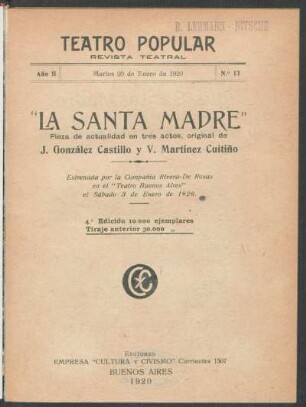 R. LEHMANN-NITSCHE
TEATRO POPULAR
REVISTA TEATRAL
Año II Martes 20 de Enero de 1920 N.º 13
"LA SANTA MADRE"
Pieza de actualidad en tres actos, original de
J. González Castillo y V. Martínez Cuitiño
Estrenada por la Compañía Rivera-De Rosas
en el "Teatro Buenos Aires"
el Sábado 3 de Enero de 1920.
4.ª Edición 10.000 ejemplares
Tiraje anterior 30.000 „
EDITORES
EMPRESA "CULTURA y CIVISMO" Corrientes 1507
BUENOS AIRES
1920